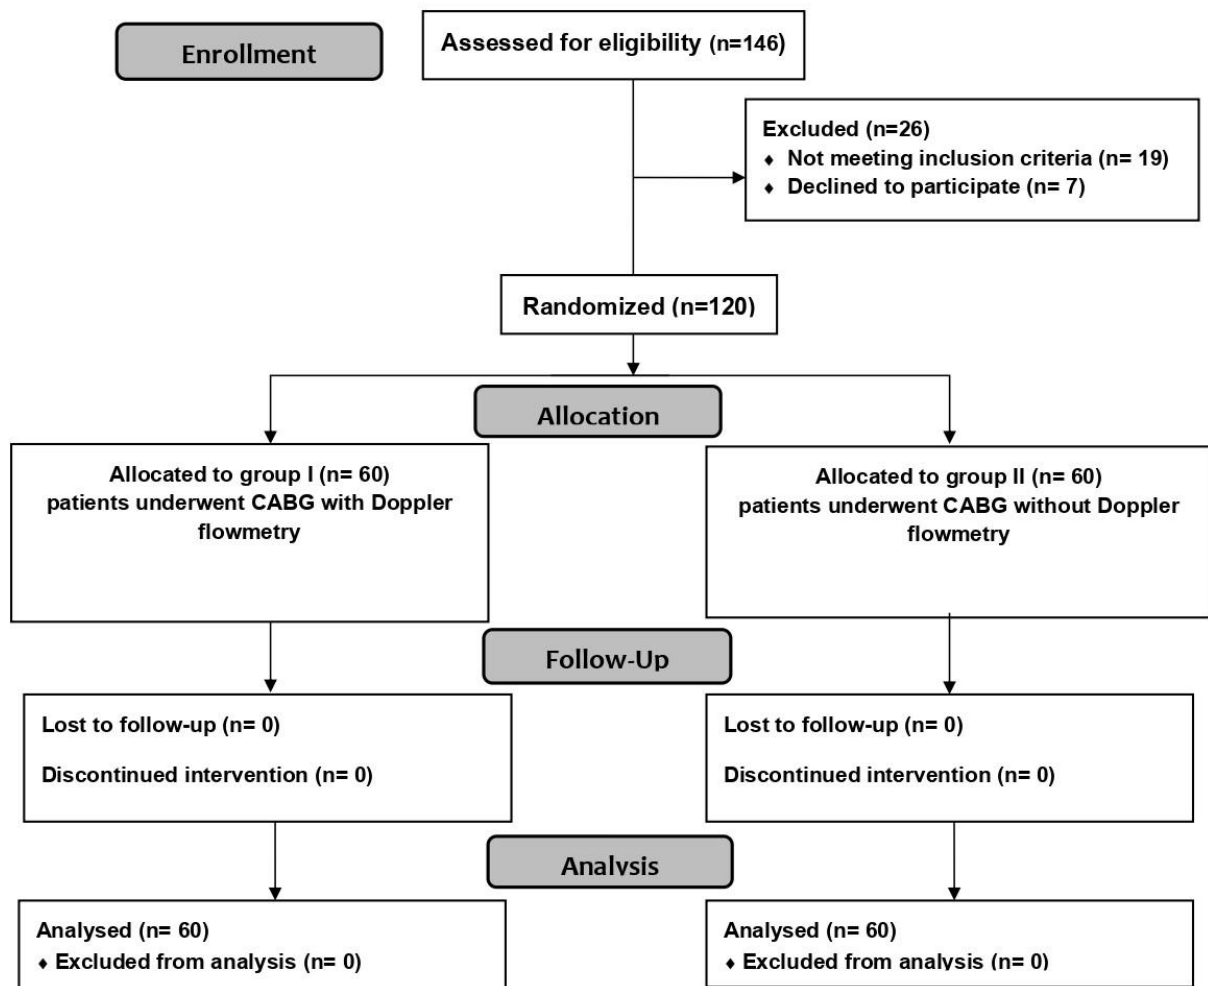 Enrollment
Assessed for eligibility (n=146)
Excluded (n=26)
♦ Not meeting inclusion criteria (n= 19)
♦ Declined to participate (n= 7)
Randomized (n=120)
Allocation
Allocated to group I (n= 60)
patients underwent CABG with Doppler
flowmetry
Allocated to group II (n= 60)
patients underwent CABG without Doppler
flowmetry
Follow-Up
Lost to follow-up (n= 0)
Discontinued intervention (n= 0)
Lost to follow-up (n= 0)
Discontinued intervention (n= 0)
Analysis
Analysed (n= 60)
♦ Excluded from analysis (n= 0)
Analysed (n= 60)
♦ Excluded from analysis (n= 0)